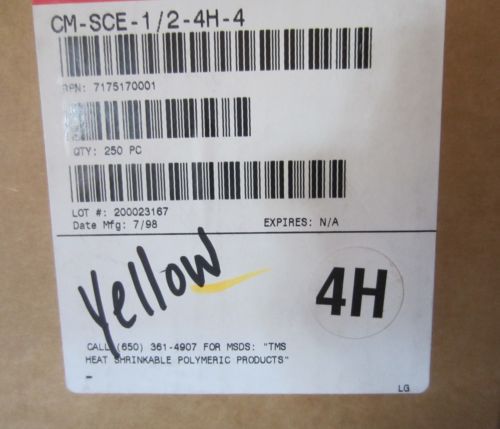 CM-SCE-1/2-4H-4
RPN: 7175170001
QTY: 250 PC
LOT #: 200023167
Date Mfg: 7/98 EXPIRES: N/A
Yellow
4H
CALL (650) 361-4907 FOR MSDS: "TMS
HEAT SHRINKABLE POLYMERIC PRODUCTS"
-
LG